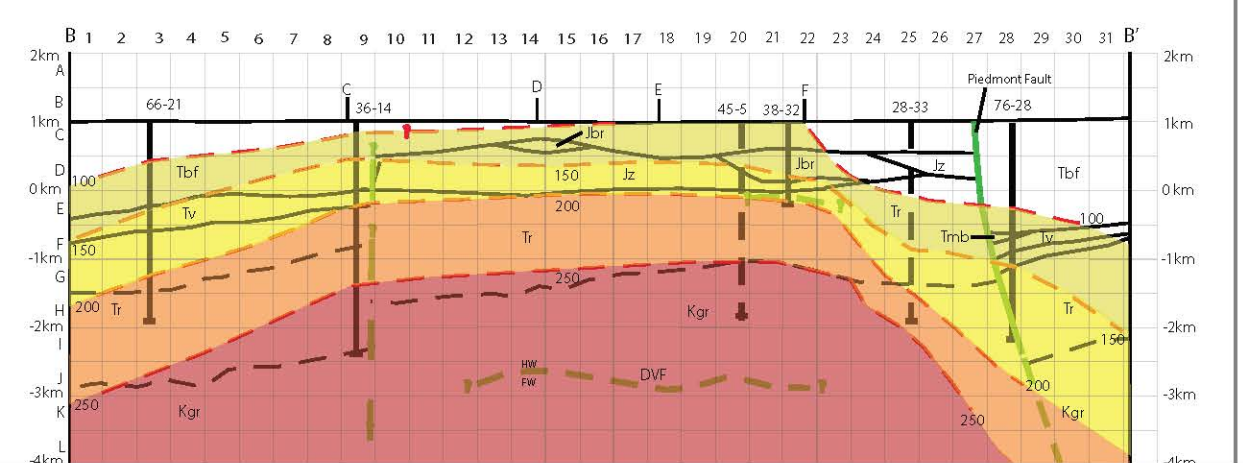 B 1 2 3 4 5 6 7 8 9 10 11 12 13 14 15 16 17 18 19 20 21 22 23 24 25 26 27 28 29 30 31 B'
2km 2km
A
Piedmont Fault
C D E F
B 66-21 36-14 45-5 38-32 28-33 76-28
1km 1km
C
Jbr
D Tbf 150 Jz Jbr Jz Tbf
100
0 km 0 km
E Tv 200 Tr 100
F Tr Tmb Tv
150
-1km -1km
G 250
H 200 Tr Kgr Tr
-2km -2km
I 150
J HW DVF
FW
-3km 200 -3km
K 250 Kgr 250 Kgr
L
-4km -4km